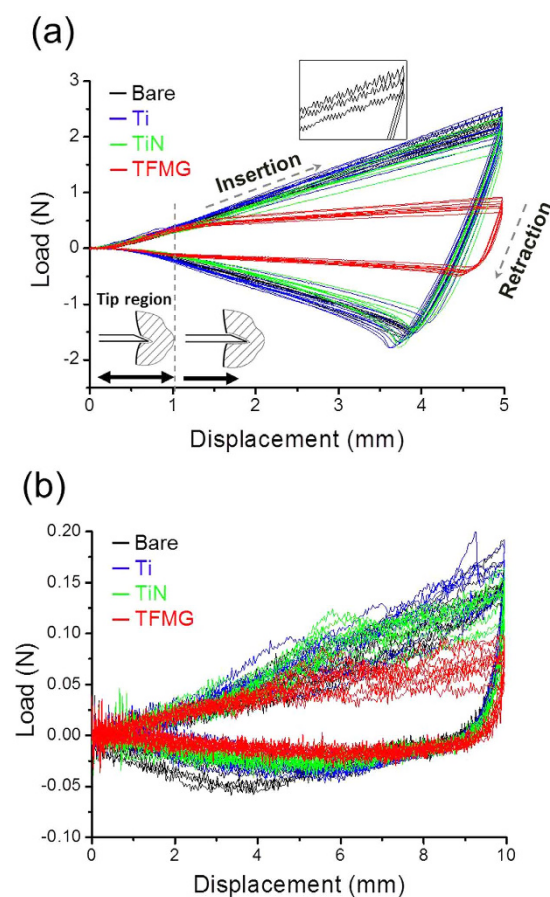 (a)
Bare
Ti
TiN
TFMG
Insertion
Retraction
Tip region
Load (N)
3
2
1
0
-1
-2
0
1
2
3
4
5
Displacement (mm)
(b)
Bare
Ti
TiN
TFMG
Load (N)
0.20
0.15
0.10
0.05
0.00
-0.05
-0.10
0
2
4
6
8
10
Displacement (mm)